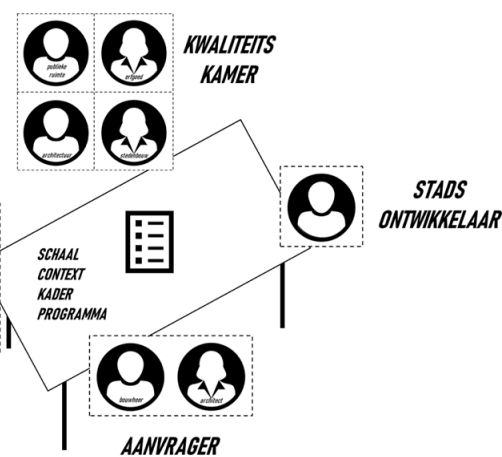 KWALITEITS
KAMER
publieke
ruimte
erfgoed
architectuur
stedenbouw
STADS
ONTWIKKELAAR
SCHAAL
CONTEXT
KADER
PROGRAMMA
bouwheer
architect
AANVRAGER